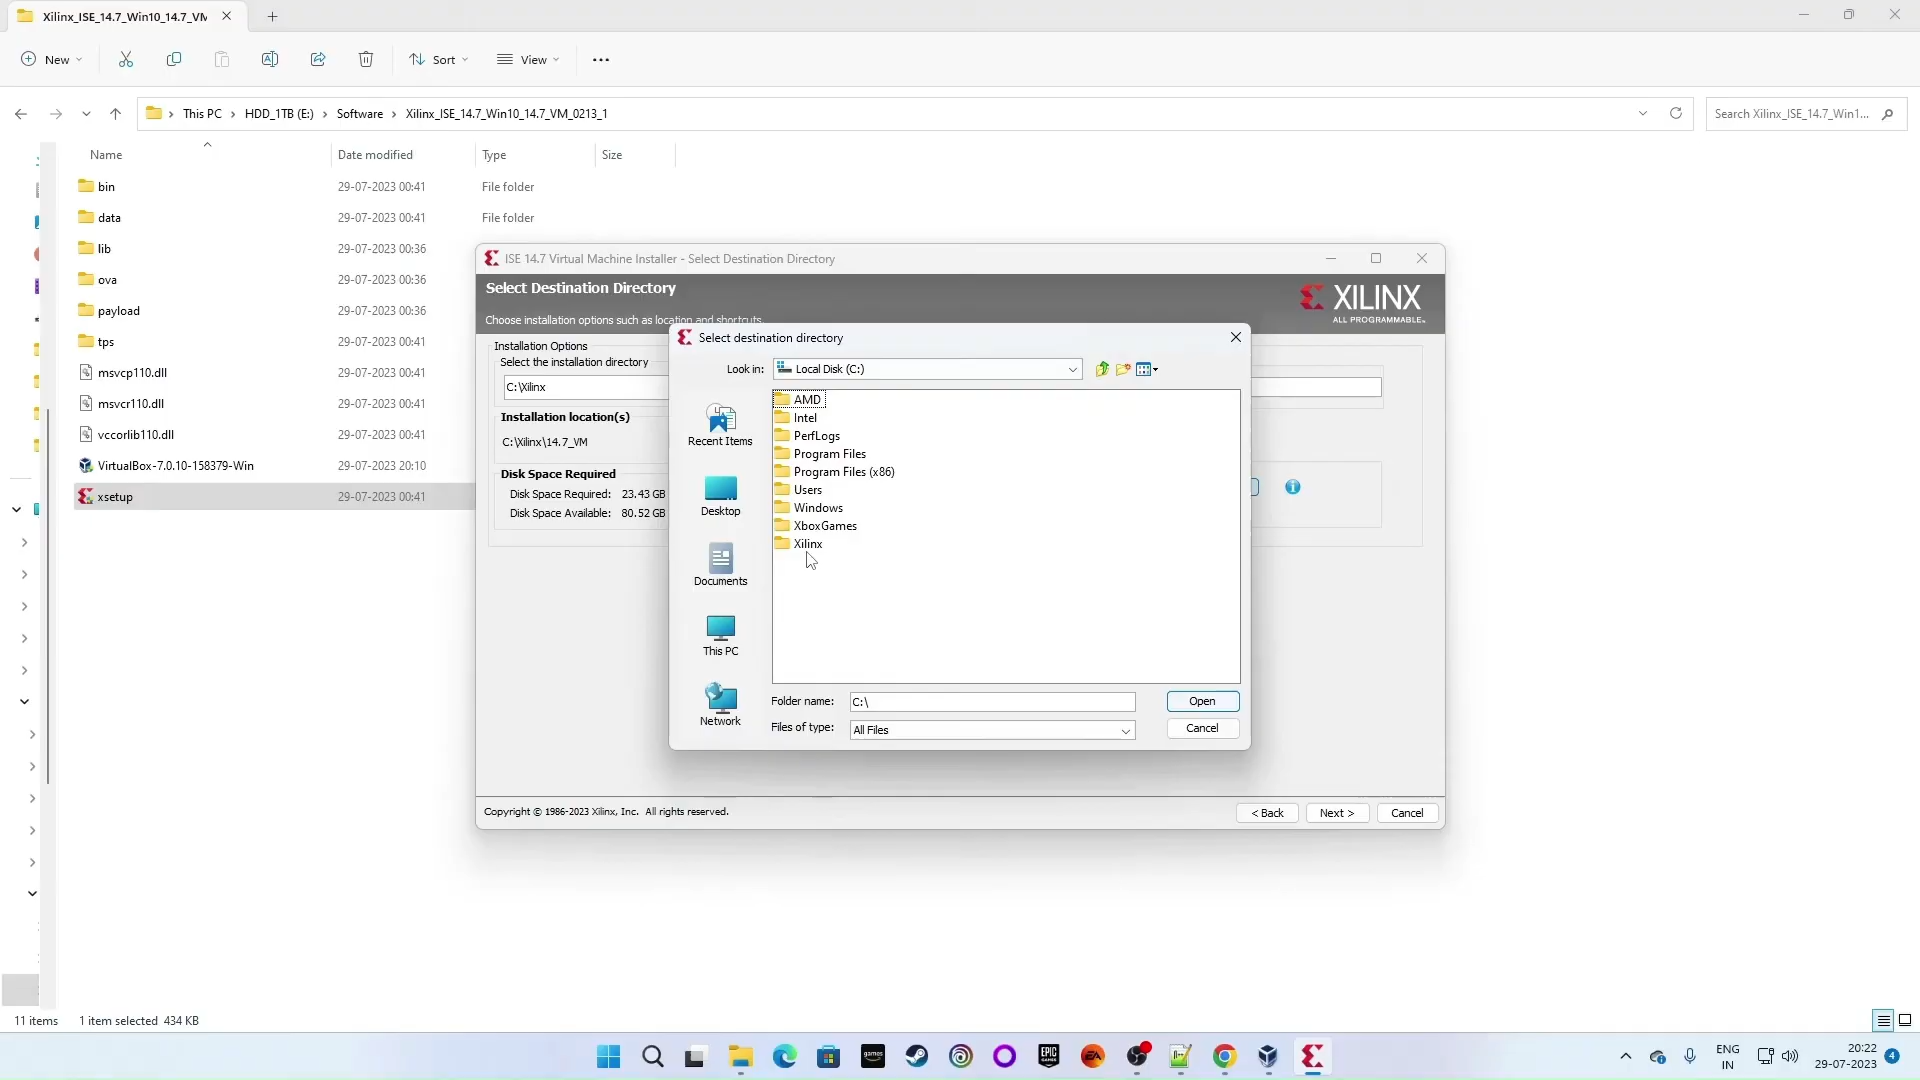 Xilinx_ISE_14.7_Win10_14.7_VM
New
Sort
View
This PC > HDD_1TB (E:) > Software > Xilinx_ISE_14.7_Win10_14.7_VM_0213_1
Search Xilinx_ISE_14.7_Win1...
Name Date modified Type Size
bin 29-07-2023 00:41 File folder
data 29-07-2023 00:41 File folder
lib 29-07-2023 00:36
ova 29-07-2023 00:41
payload 29-07-2023 00:36
tps 29-07-2023 00:41
msvcp110.dll 29-07-2023 00:41
msvcr110.dll 29-07-2023 00:41
vccorlib110.dll 29-07-2023 00:41
VirtualBox-7.0.10-158379-Win 29-07-2023 20:10
xsetup 29-07-2023 00:41
ISE 14.7 Virtual Machine Installer - Select Destination Directory
Select Destination Directory
Choose installation options such as location and shortcuts.
XILINX
ALL PROGRAMMABLE
Installation Options
Select the installation directory
C:\Xilinx
Installation location(s)
C:\Xilinx\14.7_VM
Disk Space Required
Disk Space Required: 23.43 GB
Disk Space Available: 80.52 GB
Select destination directory
Look in: Local Disk (C:)
Recent Items
Desktop
Documents
This PC
Network
AMD
Intel
PerfLogs
Program Files
Program Files (x86)
Users
Windows
XboxGames
Xilinx
Folder name: C:\
Open
Files of type: All Files
Cancel
Copyright © 1986-2023 Xilinx, Inc. All rights reserved.
< Back
Next >
Cancel
11 items 1 item selected 434 KB
games
EPIC GAMES
EA
ENG
IN
20:22
29-07-2023
4